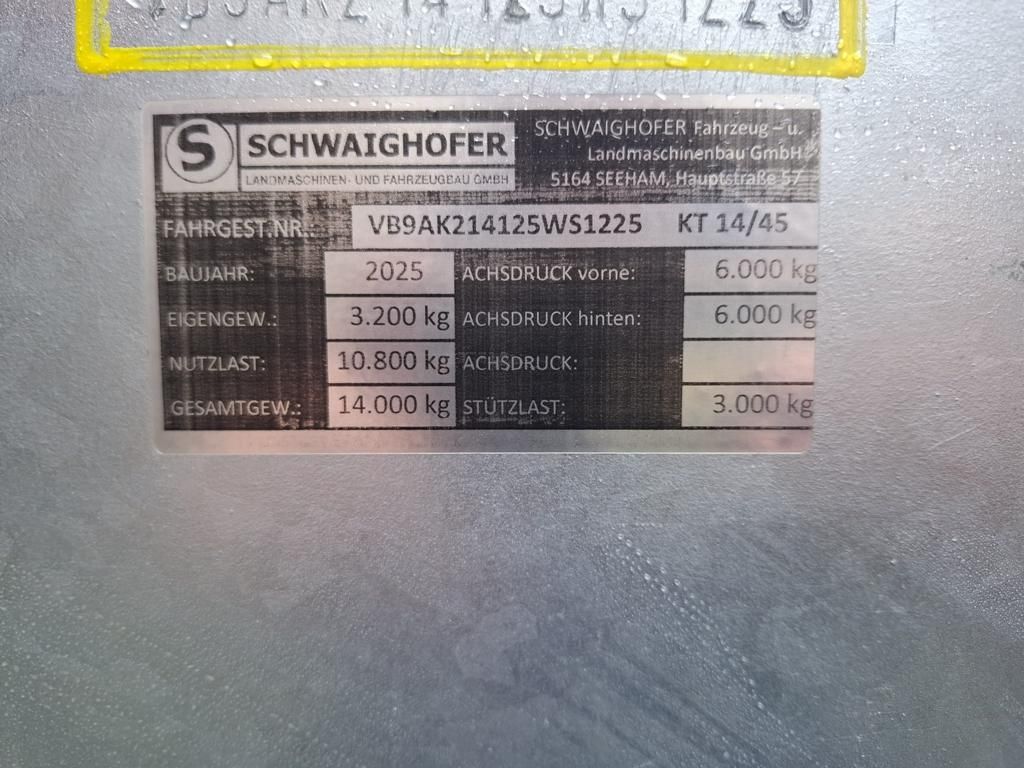 S SCHWAIGHOFER
LANDMASCHINEN- UND FAHRZEUGBAU GMBH
SCHWAIGHOFER Fahrzeug – u.
Landmaschinenbau GmbH
5164 SEEHAM, Hauptstraße 57
FAHRGEST.NR.: VB9AK214125WS1225 KT 14/45
BAUJAHR: 2025 ACHSDRUCK vorne: 6.000 kg
EIGENGEW.: 3.200 kg ACHSDRUCK hinten: 6.000 kg
NUTZLAST: 10.800 kg ACHSDRUCK:
GESAMTGEW.: 14.000 kg STÜTZLAST: 3.000 kg